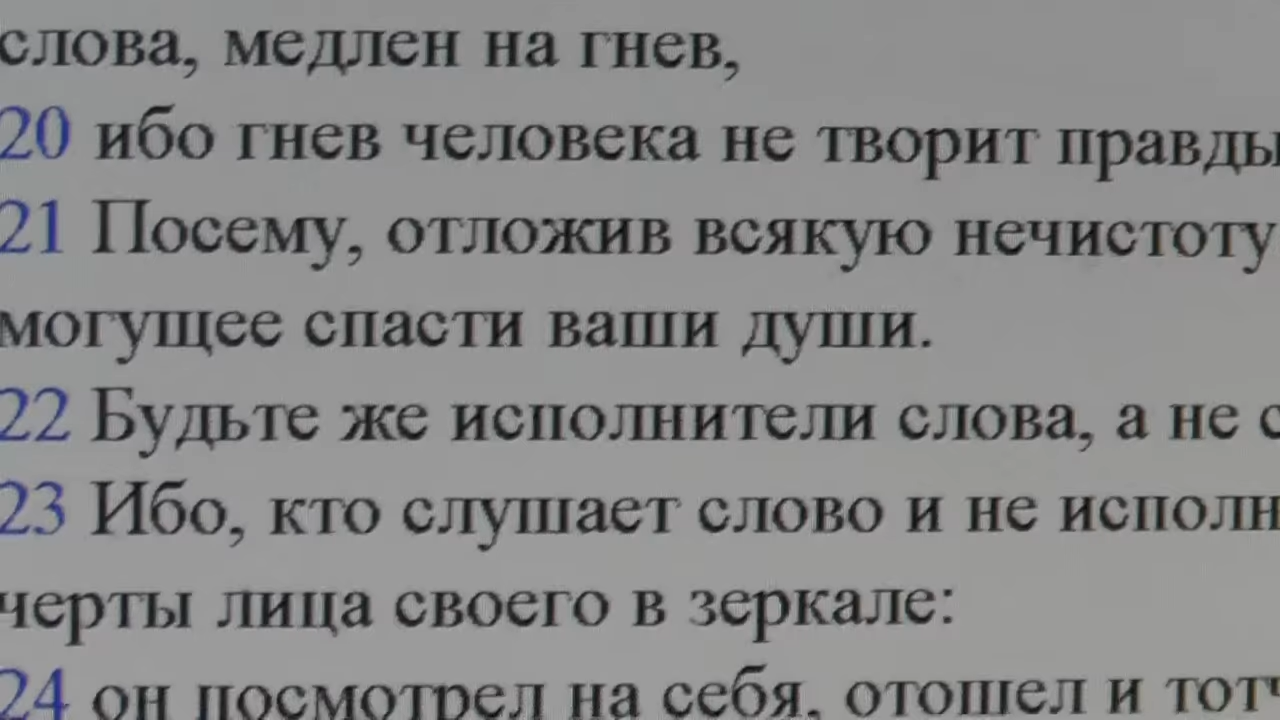 слова, медлен на гнев,
20 ибо гнев человека не творит правды
21 Посему, отложив всякую нечистоту
могущее спасти ваши души.
22 Будьте же исполнители слова, а не с
23 Ибо, кто слушает слово и не исполн
черты лица своего в зеркале:
24 он посмотрел на себя, отошел и тотч